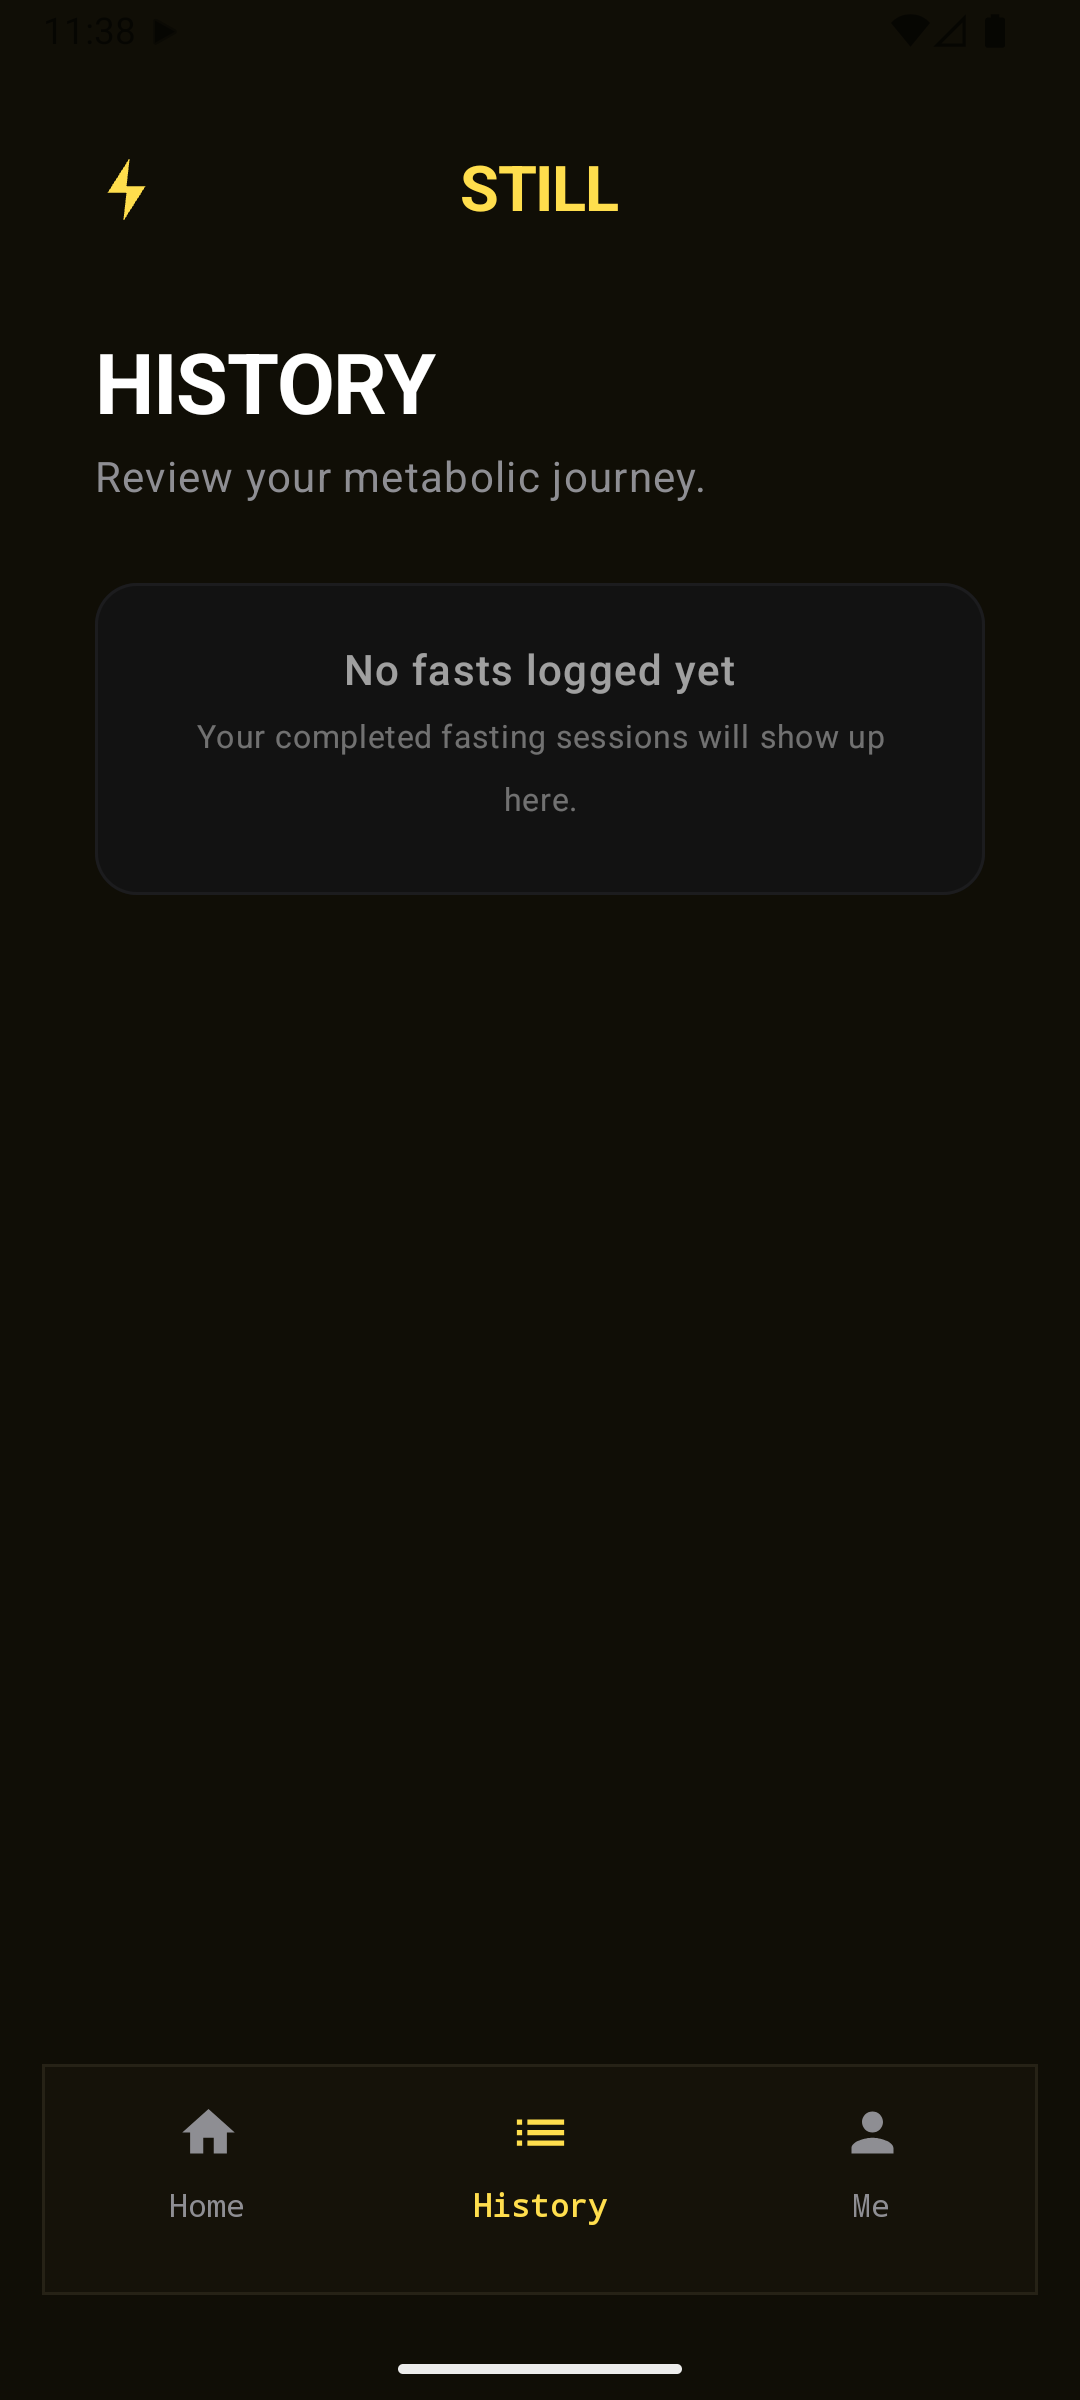 11:38
STILL
HISTORY
Review your metabolic journey.
No fasts logged yet
Your completed fasting sessions will show up
here.
Home
History
Me